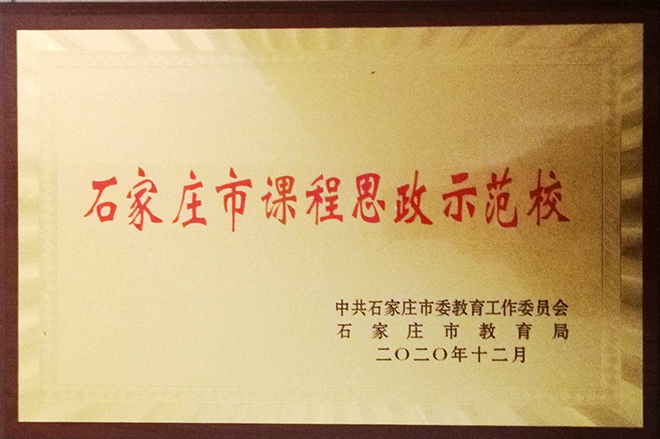 石家庄市课程思政示范校
中共石家庄市委教育工作委员会
石家庄市教育局
二〇二〇年十二月